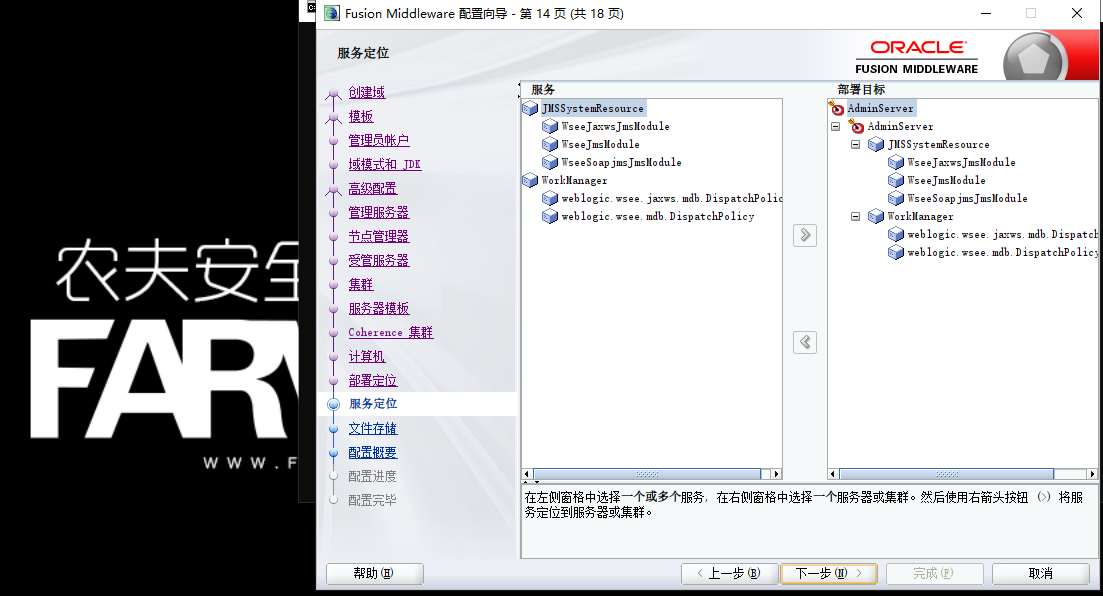 Fusion Middleware 配置向导 - 第 14 页 (共 18 页)
服务定位
ORACLE
FUSION MIDDLEWARE
创建域
模板
管理员帐户
域模式和 JDK
高级配置
管理服务器
节点管理器
受管服务器
集群
服务器模板
Coherence 集群
计算机
部署定位
服务定位
文件存储
配置概要
配置进度
配置完毕
服务
JMSSystemResource
WseeJaxwsJmsModule
WseeJmsModule
WseeSoapjmsJmsModule
WorkManager
weblogic.wsee.jaxws.mdb.DispatchPolic
weblogic.wsee.mdb.DispatchPolicy
部署目标
AdminServer
AdminServer
JMSSystemResource
WseeJaxwsJmsModule
WseeJmsModule
WseeSoapjmsJmsModule
WorkManager
weblogic.wsee.jaxws.mdb.Dispatch
weblogic.wsee.mdb.DispatchPolicy
在左侧窗格中选择一个或多个服务, 在右侧窗格中选择一个服务器或集群。然后使用右箭头按钮 (>) 将服
务定位到服务器或集群。
帮助(H)
< 上一步(B)
下一步(N) >
完成(F)
取消
农夫安全
FAR
WWW.F